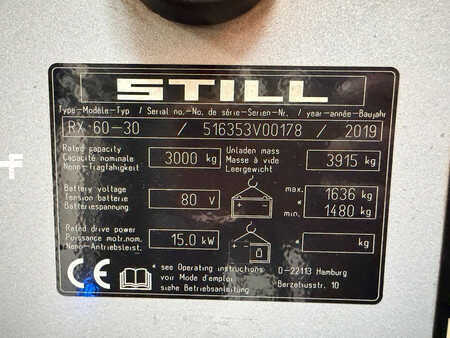 STILL
Type-Modèle-Typ / Serial no.-No. de série-Serien-Nr. / year-année-Baujahr
RX 60-30 / 516353V00178 / 2019
Rated capacity
Capacité nominale 3000 kg
Nenn-Tragfähigkeit
Unladen mass
Masse à vide 3915 kg
Leergewicht
Battery voltage
Tension batterie 80 V
Batteriespannung
max. 1636 kg
* *
min. 1480 kg
Rated drive power
Puissance motr.nom. 15.0 kW
Nenn-Antriebsleist.
* kg
CE
* see Operating instructions
voir Mode d'emploi
siehe Betriebsanleitung
D-22113 Hamburg
Berzeliusstr. 10